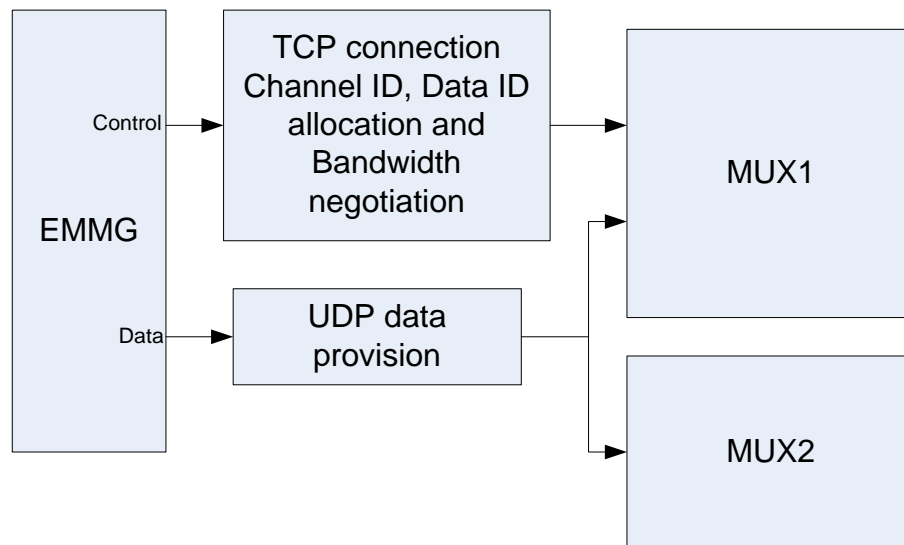 EMMG
Control
Data
TCP connection
Channel ID, Data ID
allocation and
Bandwidth
negotiation
UDP data
provision
MUX1
MUX2